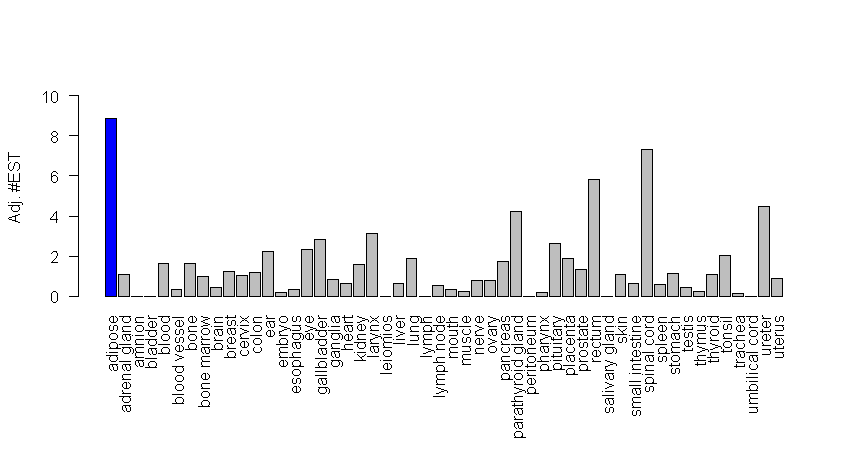 Adj. #EST
10
8
6
4
2
0
adipose
adrenal gland
amnion
bladder
blood
blood vessel
bone
bone marrow
brain
breast
cervix
colon
ear
embryo
esophagus
eye
gallbladder
ganglia
heart
kidney
larynx
leiomios
liver
lung
lymph
lymph node
mouth
muscle
nerve
ovary
pancreas
parathyroid gland
peritoneum
pharynx
pituitary
placenta
prostate
rectum
salivary gland
skin
small intestine
spinal cord
spleen
stomach
testis
thymus
thyroid
tonsil
trachea
umbilical cord
ureter
uterus